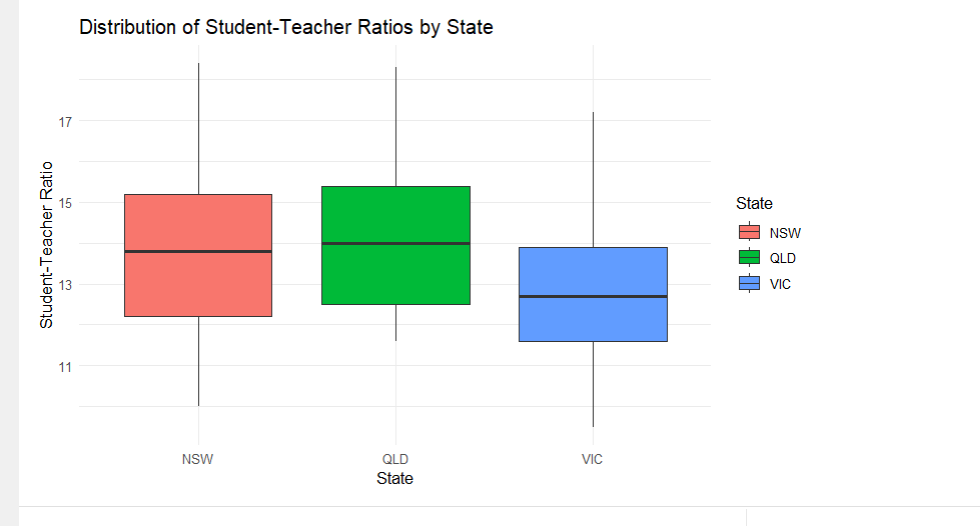 Distribution of Student-Teacher Ratios by State
Student-Teacher Ratio
17
15
13
11
NSW QLD VIC
State
State
NSW
QLD
VIC